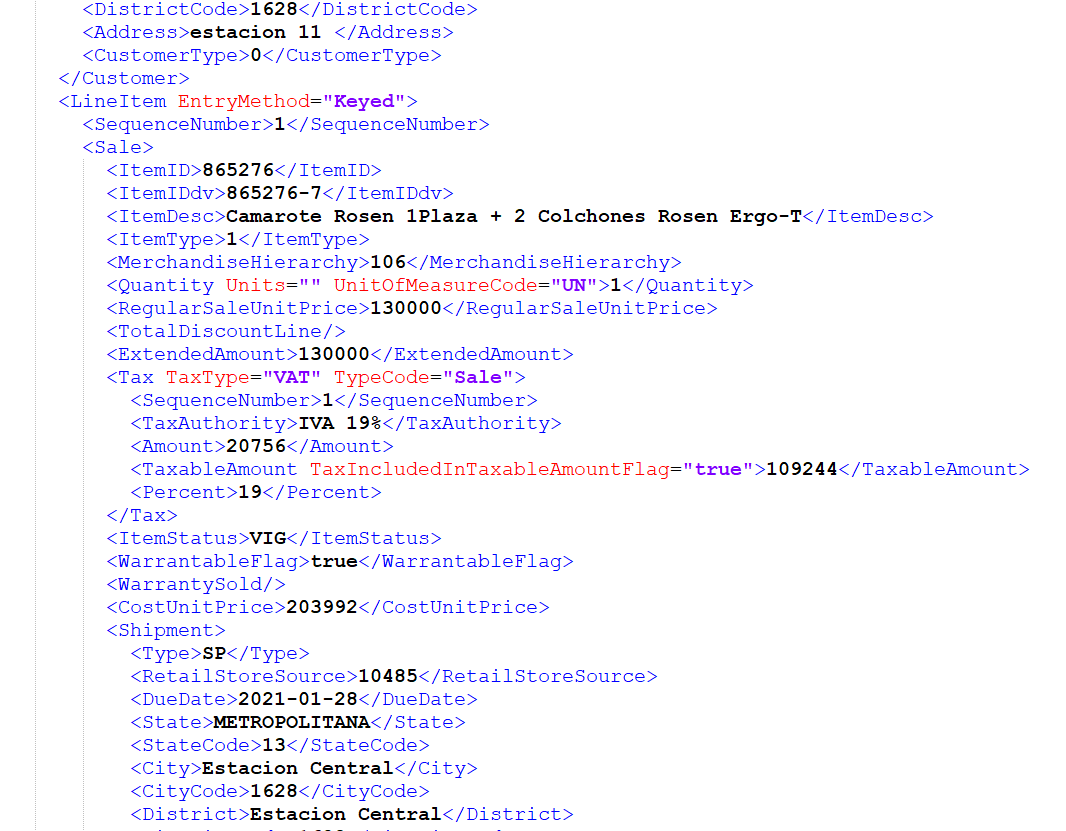 <DistrictCode>1628</DistrictCode>
<Address>estacion 11 </Address>
<CustomerType>0</CustomerType>
</Customer>
<LineItem EntryMethod="Keyed">
<SequenceNumber>1</SequenceNumber>
<Sale>
<ItemID>865276</ItemID>
<ItemIDdv>865276-7</ItemIDdv>
<ItemDesc>Camarote Rosen 1Plaza + 2 Colchones Rosen Ergo-T</ItemDesc>
<ItemType>1</ItemType>
<MerchandiseHierarchy>106</MerchandiseHierarchy>
<Quantity Units="" UnitOfMeasureCode="UN">1</Quantity>
<RegularSaleUnitPrice>130000</RegularSaleUnitPrice>
<TotalDiscountLine/>
<ExtendedAmount>130000</ExtendedAmount>
<Tax TaxType="VAT" TypeCode="Sale">
<SequenceNumber>1</SequenceNumber>
<TaxAuthority>IVA 19%</TaxAuthority>
<Amount>20756</Amount>
<TaxableAmount TaxIncludedInTaxableAmountFlag="true">109244</TaxableAmount>
<Percent>19</Percent>
</Tax>
<ItemStatus>VIG</ItemStatus>
<WarrantableFlag>true</WarrantableFlag>
<WarrantySold/>
<CostUnitPrice>203992</CostUnitPrice>
<Shipment>
<Type>SP</Type>
<RetailStoreSource>10485</RetailStoreSource>
<DueDate>2021-01-28</DueDate>
<State>METROPOLITANA</State>
<StateCode>13</StateCode>
<City>Estacion Central</City>
<CityCode>1628</CityCode>
<District>Estacion Central</District>